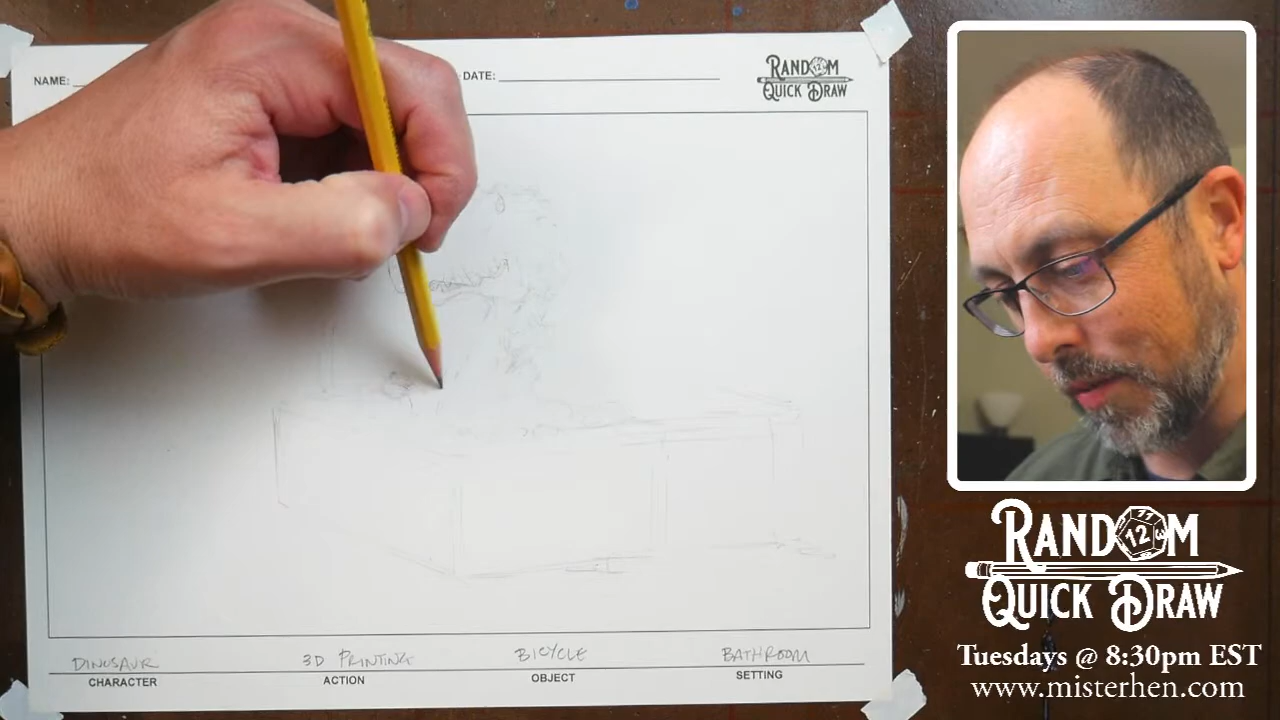 NAME:
DATE:
RANDOM
QUICK DRAW
DINOSAUR
3D PRINTING
BICYCLE
BATHROOM
CHARACTER
ACTION
OBJECT
SETTING
RANDOM
QUICK DRAW
Tuesdays @ 8:30pm EST
www.misterhen.com